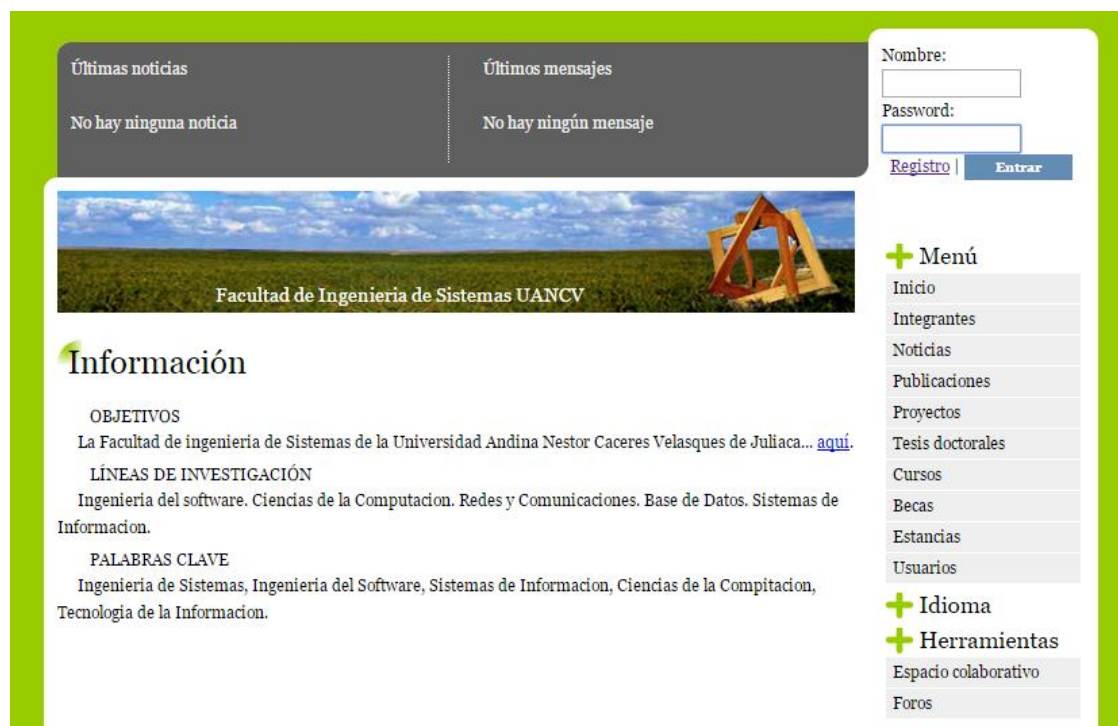 Últimas noticias
No hay ninguna noticia
Últimos mensajes
No hay ningún mensaje
Nombre:
Password:
Registro | Entrar
Facultad de Ingenieria de Sistemas UANCV
Información
OBJETIVOS
La Facultad de ingenieria de Sistemas de la Universidad Andina Nestor Caceres Velasques de Juliaca... aquí.
LÍNEAS DE INVESTIGACIÓN
Ingenieria del software. Ciencias de la Computacion. Redes y Comunicaciones. Base de Datos. Sistemas de
Informacion.
PALABRAS CLAVE
Ingenieria de Sistemas, Ingenieria del Software, Sistemas de Informacion, Ciencias de la Compitacion,
Tecnologia de la Informacion.
Menú
Inicio
Integrantes
Noticias
Publicaciones
Proyectos
Tesis doctorales
Cursos
Becas
Estancias
Usuarios
Idioma
Herramientas
Espacio colaborativo
Foros